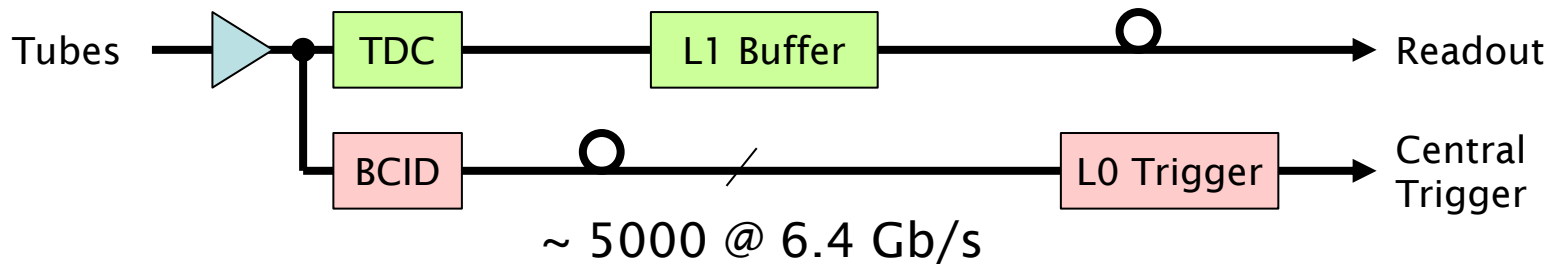 Tubes
TDC
L1 Buffer
Readout
BCID
L0 Trigger
Central
Trigger
~ 5000 @ 6.4 Gb/s